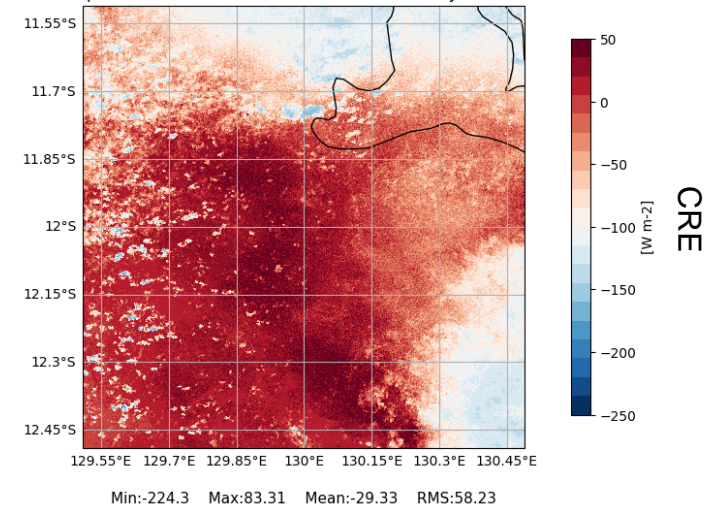 11.55°S
11.7°S
11.85°S
12°S
12.15°S
12.3°S
12.45°S
129.55°E 129.7°E 129.85°E 130°E 130.15°E 130.3°E 130.45°E
50
0
−50
−100
−150
−200
−250
[W m-2]
CRE
Min:-224.3 Max:83.31 Mean:-29.33 RMS:58.23